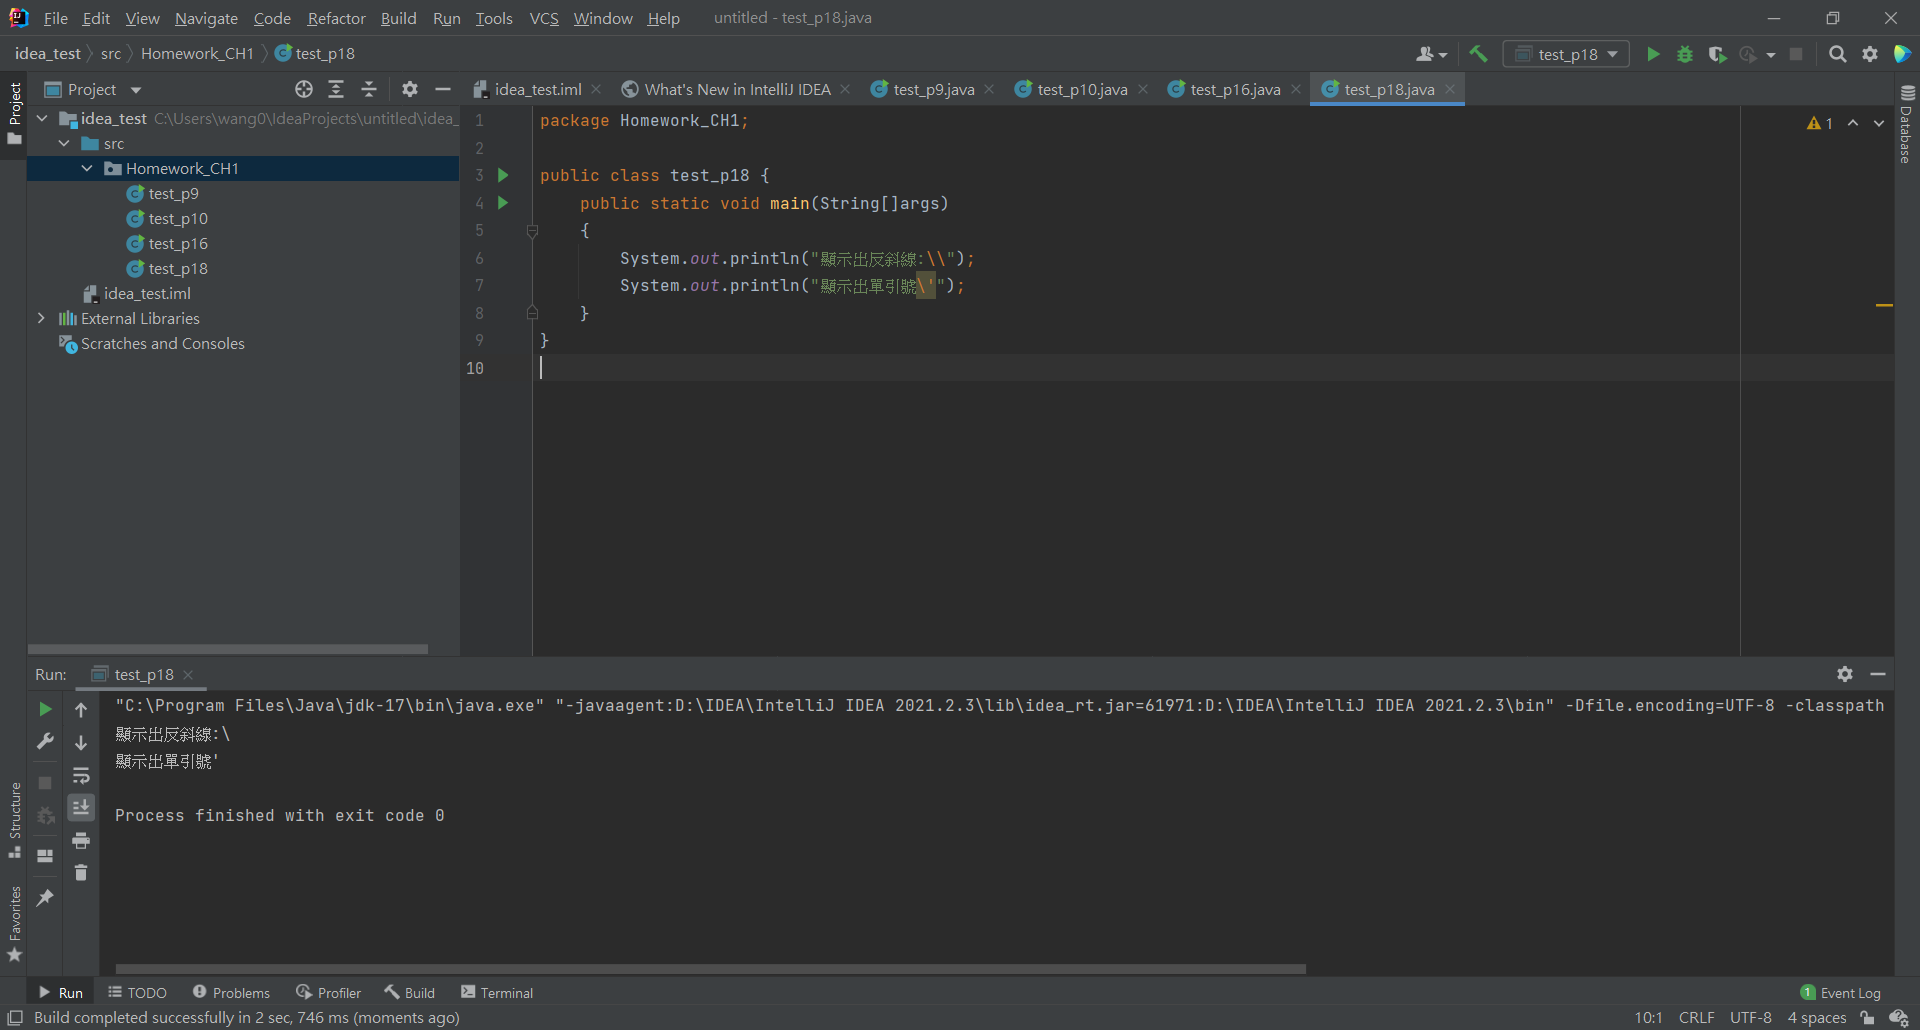 File Edit View Navigate Code Refactor Build Run Tools VCS Window Help untitled - test_p18.java
idea_test src Homework_CH1 test_p18
test_p18
Project
idea_test.iml What's New in IntelliJ IDEA test_p9.java test_p10.java test_p16.java test_p18.java
Project
idea_test C:\Users\wang0\IdeaProjects\untitled\idea_
src
Homework_CH1
test_p9
test_p10
test_p16
test_p18
idea_test.iml
External Libraries
Scratches and Consoles
1 package Homework_CH1;
2
3 public class test_p18 {
4 public static void main(String[]args)
5 {
6 System.out.println("顯示出反斜線:\\");
7 System.out.println("顯示出單引號\'");
8 }
9 }
10
1
Database
Run: test_p18
"C:\Program Files\Java\jdk-17\bin\java.exe" "-javaagent:D:\IDEA\IntelliJ IDEA 2021.2.3\lib\idea_rt.jar=61971:D:\IDEA\IntelliJ IDEA 2021.2.3\bin" -Dfile.encoding=UTF-8 -classpath
顯示出反斜線:\
顯示出單引號'
Process finished with exit code 0
Structure
Favorites
Run TODO Problems Profiler Build Terminal 1 Event Log
Build completed successfully in 2 sec, 746 ms (moments ago) 10:1 CRLF UTF-8 4 spaces